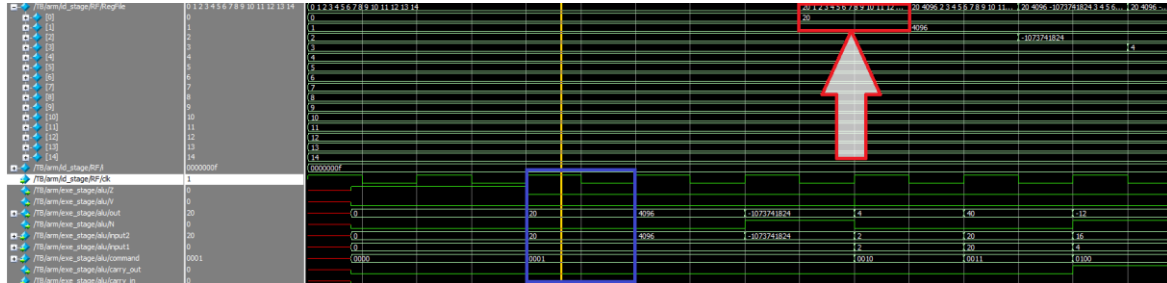 /TB/arm/id_stage/RF/RegFile 0 1 2 3 4 5 6 7 8 9 10 11 12 13 14 0 1 2 3 4 5 6 7 8 9 10 11 12 13 14 20 1 2 3 4 5 6 7 8 9 10 11 12 ... 20 4096 2 3 4 5 6 7 8 9 10 11... 20 4096 -1073741824 3 4 5 6... 20 4096 -...
[0] 0 0 20
[1] 1 1 4096
[2] 2 2 -1073741824
[3] 3 3 4
[4] 4 4
[5] 5 5
[6] 6 6
[7] 7 7
[8] 8 8
[9] 9 9
[10] 10 10
[11] 11 11
[12] 12 12
[13] 13 13
[14] 14 14
/TB/arm/id_stage/RF/i 0000000f 0000000f
/TB/arm/id_stage/RF/clk 1
/TB/arm/exe_stage/alu/Z 0
/TB/arm/exe_stage/alu/V 0
/TB/arm/exe_stage/alu/out 20 0 20 4096 -1073741824 4 40 -12
/TB/arm/exe_stage/alu/N 0
/TB/arm/exe_stage/alu/input2 20 0 20 4096 -1073741824 2 20 16
/TB/arm/exe_stage/alu/input1 0 0 2 20 4
/TB/arm/exe_stage/alu/command 0001 0000 0001 0010 0011 0100
/TB/arm/exe_stage/alu/carry_out 0
/TB/arm/exe_stage/alu/carry_in 0